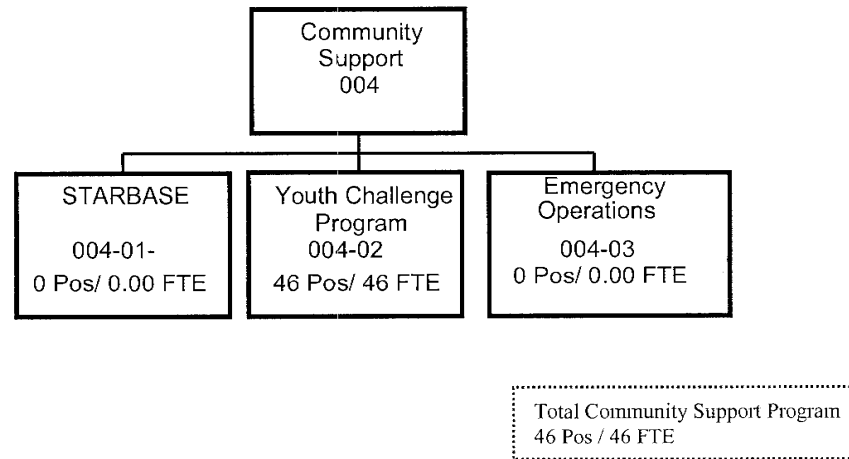 Community
Support
004
STARBASE
004-01-
0 Pos/ 0.00 FTE
Youth Challenge
Program
004-02
46 Pos/ 46 FTE
Emergency
Operations
004-03
0 Pos/ 0.00 FTE
Total Community Support Program
46 Pos / 46 FTE